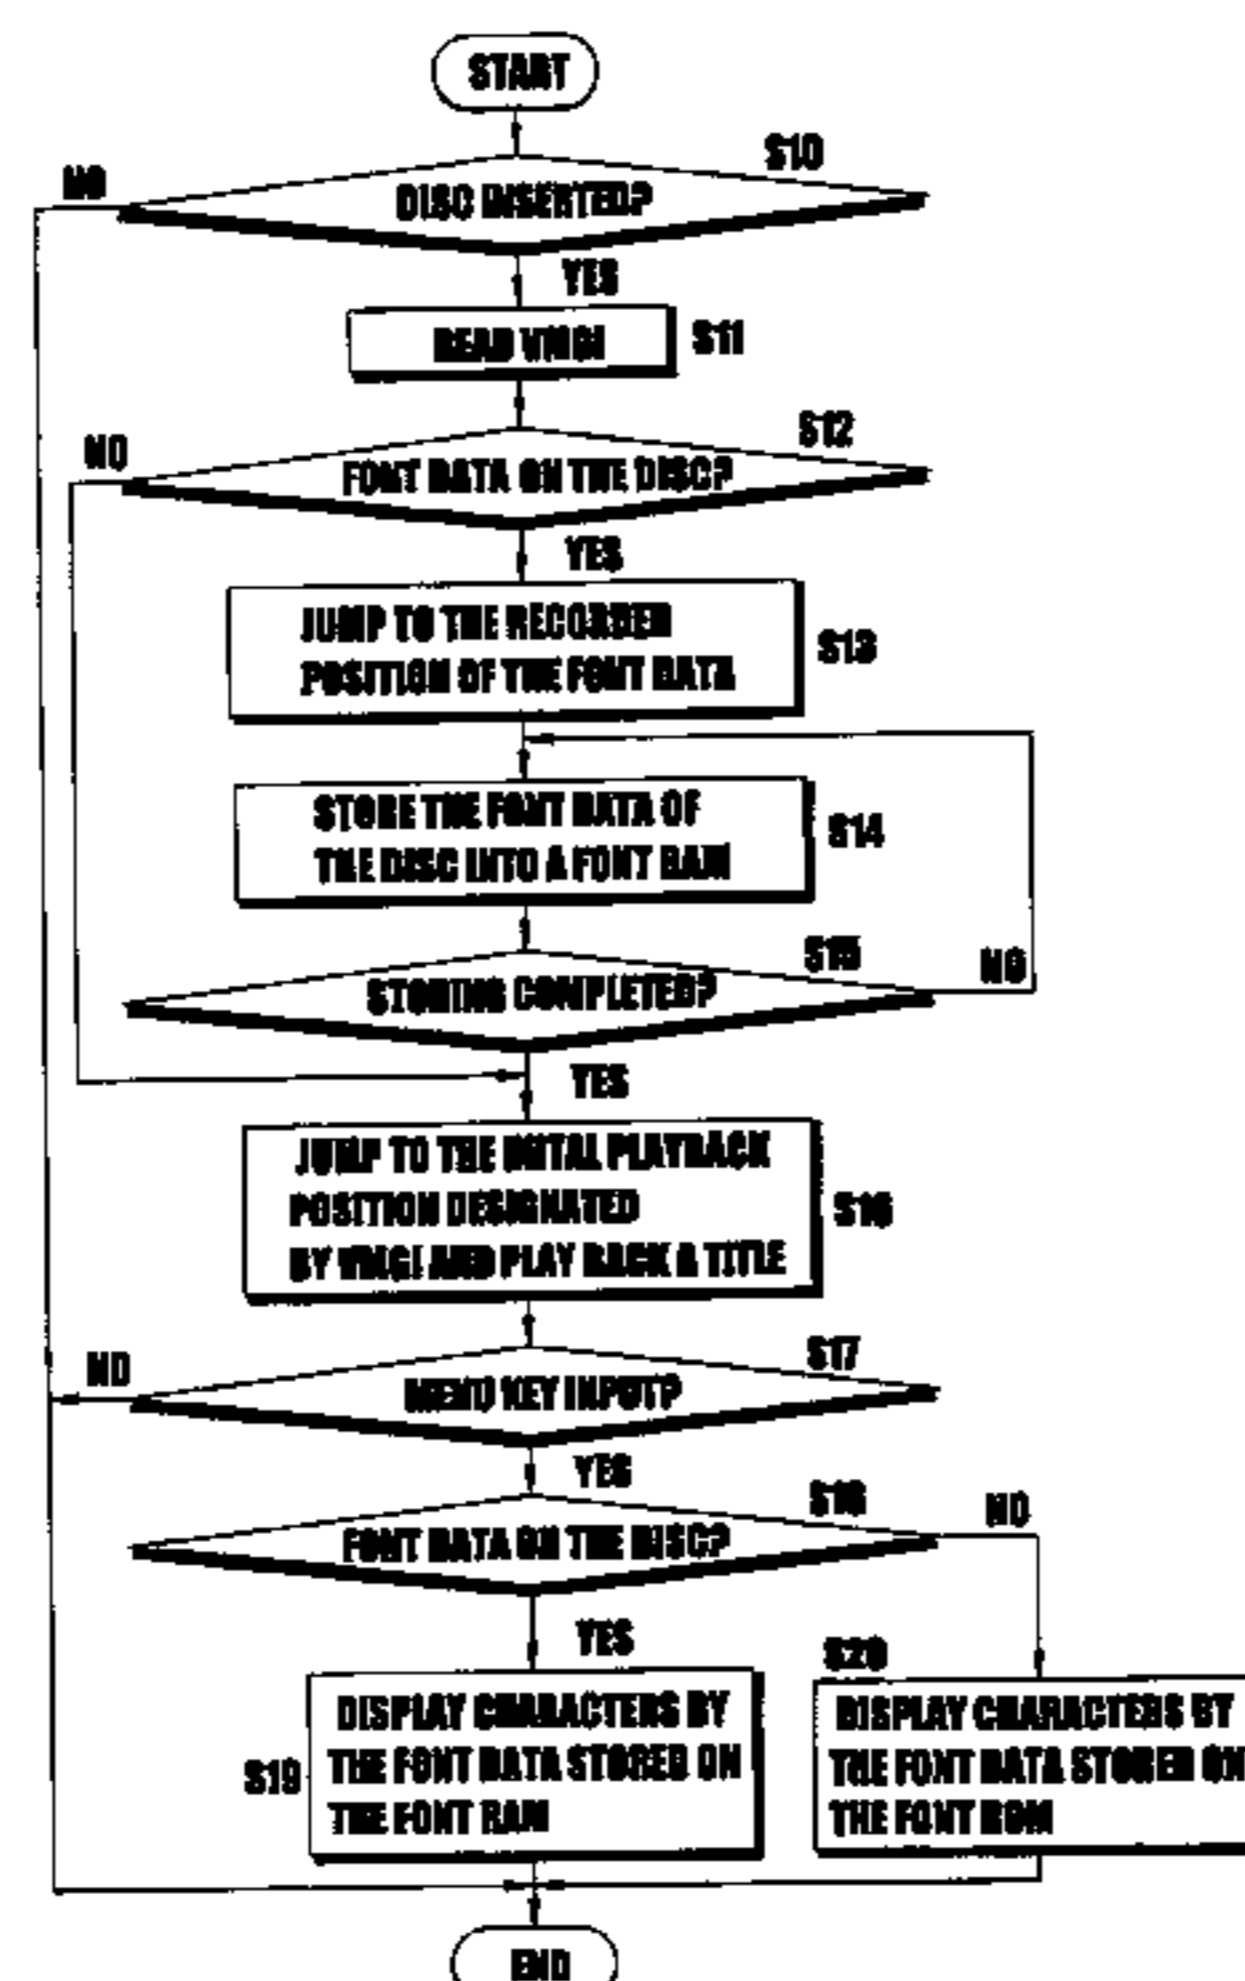 START
S10
NO
DISC INSERTED?
YES
READ VMGI
S11
S12
NO
FONT DATA ON THE DISC?
YES
JUMP TO THE RECORDED
POSITION OF THE FONT DATA
S13
STORE THE FONT DATA OF
THE DISC INTO A FONT RAM
S14
S15
NO
STORING COMPLETED?
YES
JUMP TO THE INITAL PLAYBACK
POSITION DESIGNATED
BY VMGI AND PLAY BACK A TITLE
S16
S17
NO
MENU KEY INPUT?
YES
S18
NO
FONT DATA ON THE DISC?
YES
S19
DISPLAY CHARACTERS BY
THE FONT DATA STORED ON
THE FONT RAM
S20
DISPLAY CHARACTERS BY
THE FONT DATA STORED ON
THE FONT ROM
END